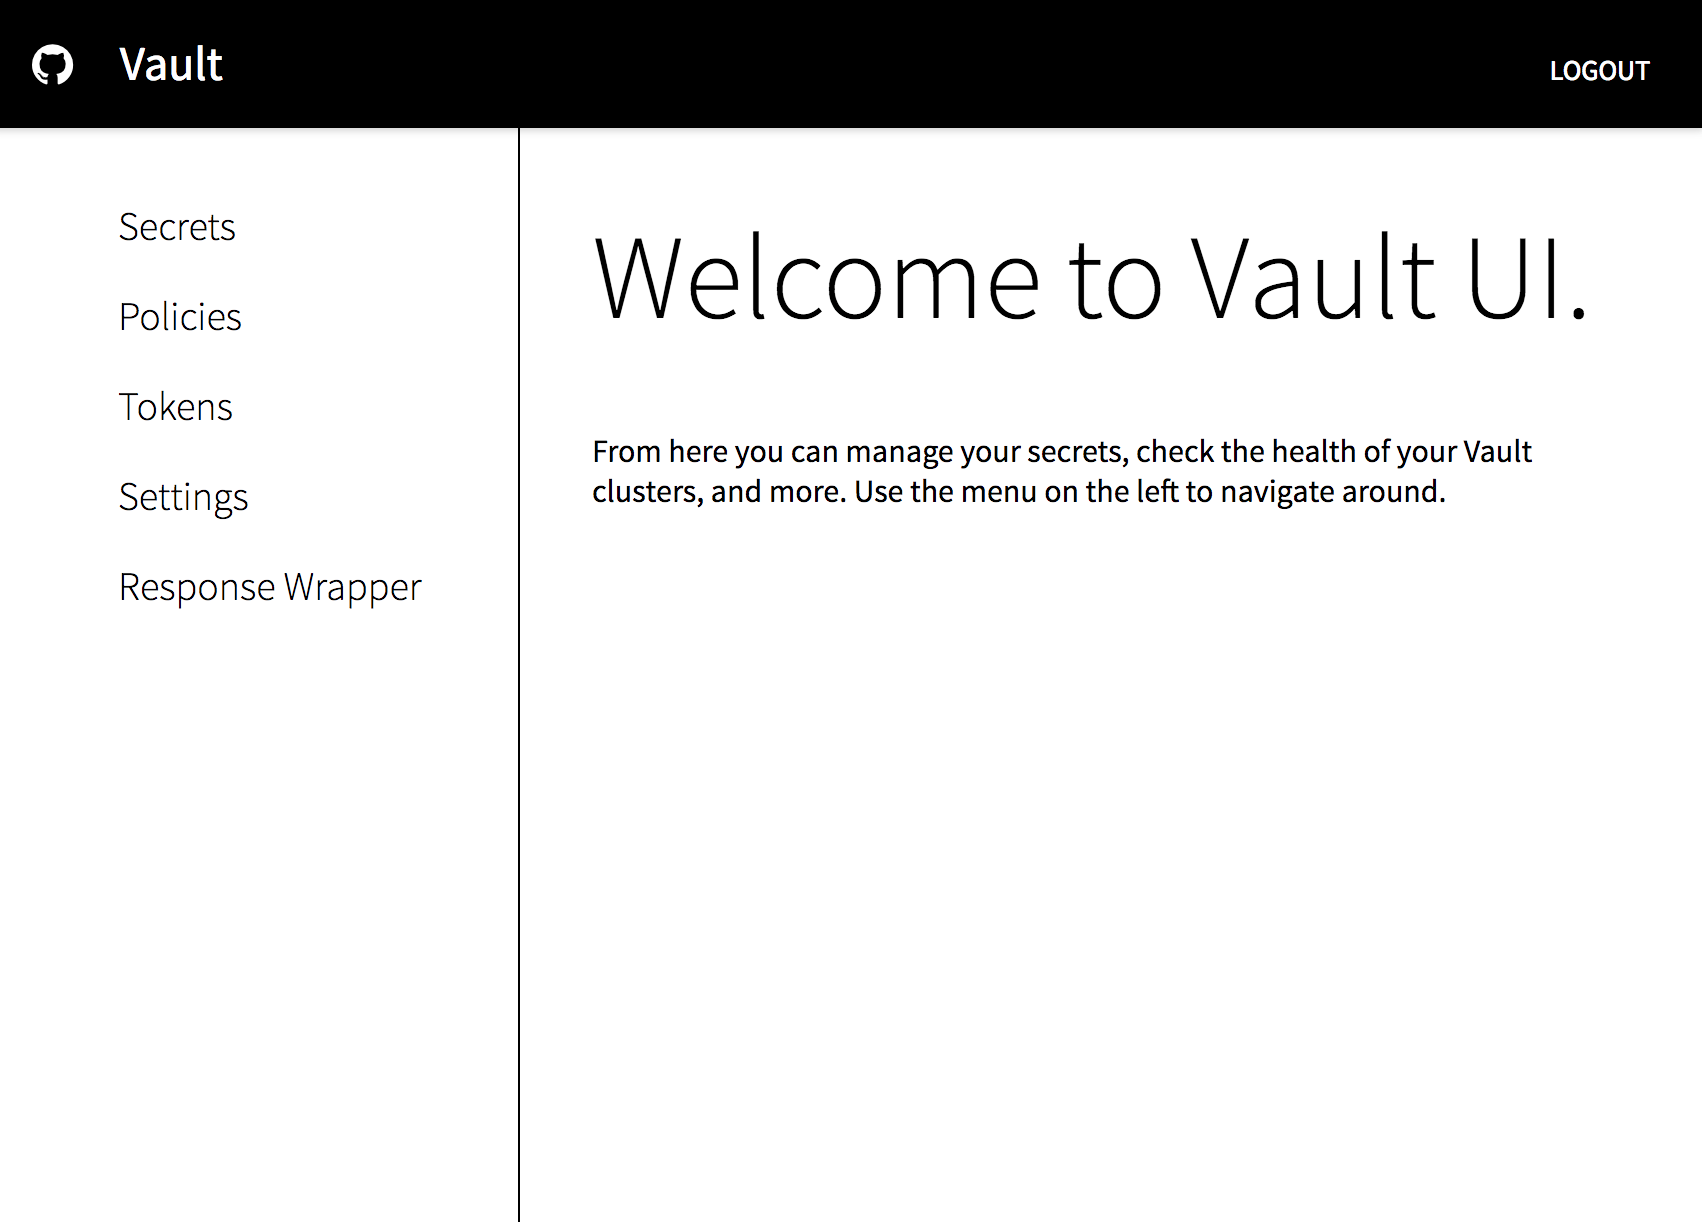 Vault
LOGOUT
Secrets
Policies
Tokens
Settings
Response Wrapper
Welcome to Vault UI.
From here you can manage your secrets, check the health of your Vault
clusters, and more. Use the menu on the left to navigate around.